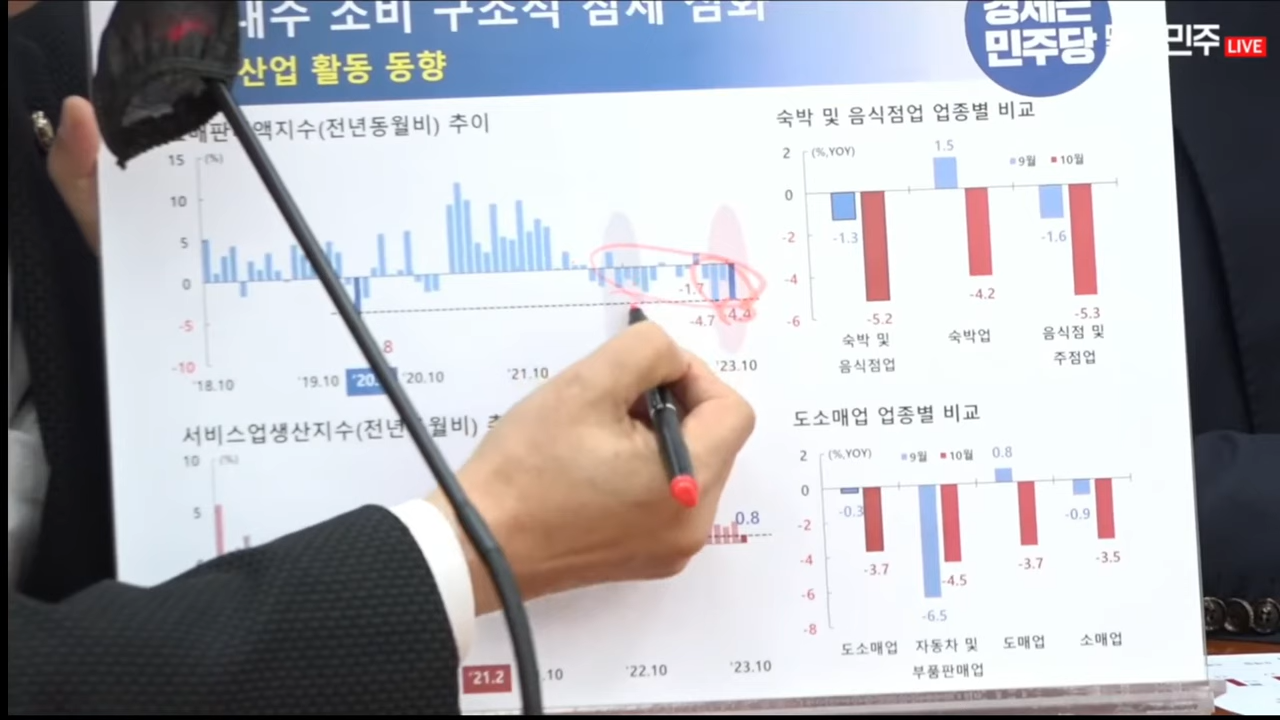 내수 소비 구조적 침체 심화
산업 활동 동향
경제는
민주당
민주 LIVE
액지수(전년동월비) 추이
15 (%)
10
5
0
-5
-10
-1.7
-4.7 -4.4
8
'18.10 '19.10 '20. '20.10 '21.10 '23.10
서비스업생산지수(전년 월비)
10 (%)
5
0.8
'21.2 .10 '22.10 '23.10
숙박 및 음식점업 업종별 비교
2 (%,YOY)
0
-2
-4
-6
9월 10월
1.5
-1.3 -1.6
-5.2 -4.2 -5.3
숙박 및 음식점업
숙박업
음식점 및 주점업
도소매업 업종별 비교
2 (%,YOY) 9월 10월 0.8
0
-2
-4
-6
-8
-0.3 -0.9
-3.7 -4.5 -3.7 -3.5
-6.5
도소매업 자동차 및 도매업 소매업
부품판매업